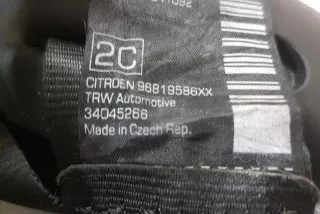 2C
CITROEN 96819586XX
TRW Automotive
34045266
Made in Czech Rep.